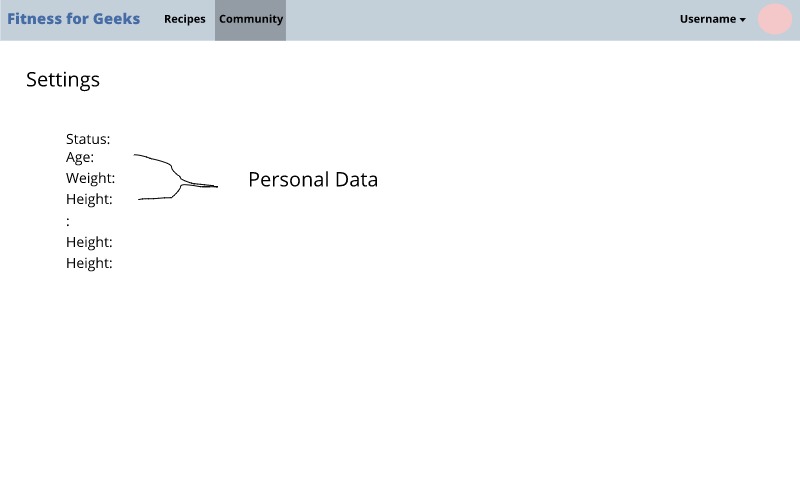 Fitness for Geeks Recipes Community Username
Settings
Status:
Age:
Weight:
Personal Data
Height:
:
Height:
Height: